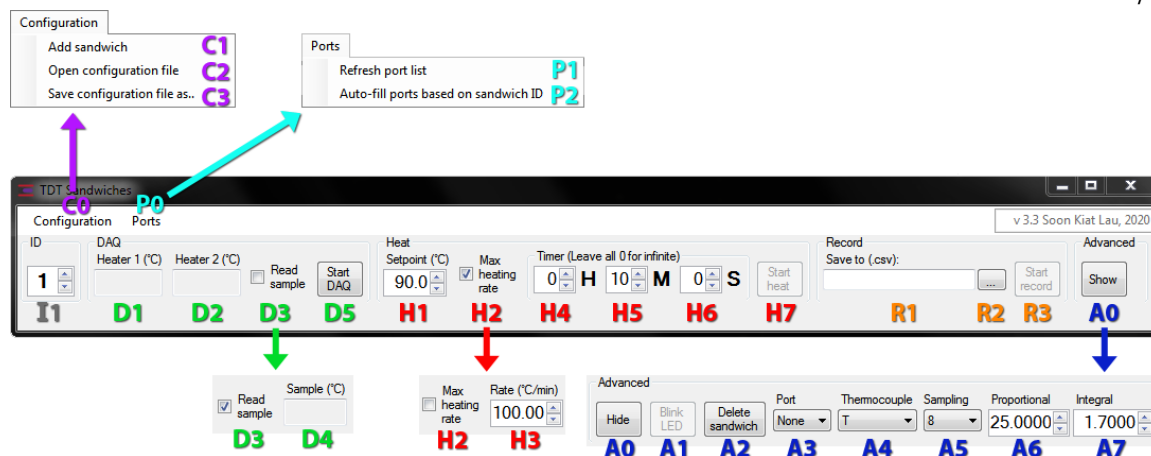 Configuration
Add sandwich C1
Open configuration file C2
Save configuration file as.. C3
Ports
Refresh port list P1
Auto-fill ports based on sandwich ID P2
TDT Sandwiches
C0 P0
Configuration Ports
v 3.3 Soon Kiat Lau, 2020
ID DAQ Heat Record Advanced
Heater 1 (°C) Heater 2 (°C) Read sample Start DAQ
Setpoint (°C) Max heating rate Timer (Leave all 0 for infinite)
Save to (.csv):
1 90.0 0 H 10 M 0 S Start heat ... Start record Show
I1 D1 D2 D3 D5 H1 H2 H4 H5 H6 H7 R1 R2 R3 A0
Read sample Sample (°C)
D3 D4
Max heating rate Rate (°C/min)
100.00
H2 H3
Advanced
Port Thermocouple Sampling Proportional Integral
Hide Blink LED Delete sandwich None T 8 25.0000 1.7000
A0 A1 A2 A3 A4 A5 A6 A7